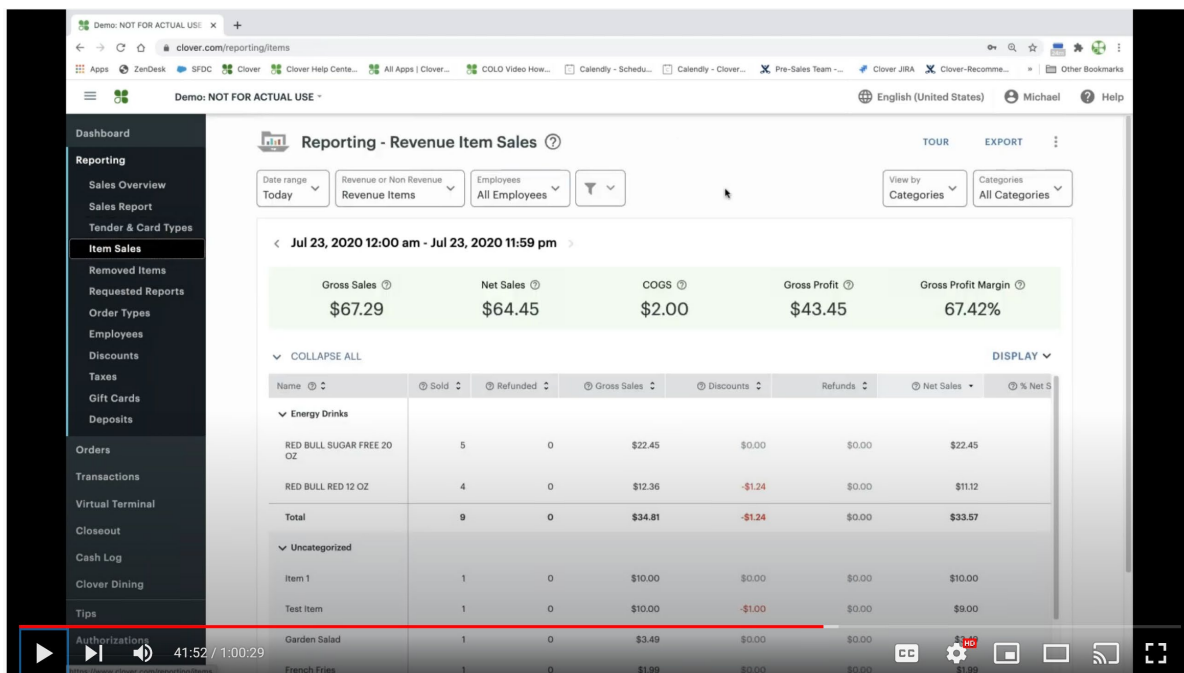 Demo: NOT FOR ACTUAL USE
clover.com/reporting/items
Apps ZenDesk SFDC Clover Clover Help Cente... All Apps | Clover... COLO Video How... Calendly - Schedu... Calendly - Clover... Pre-Sales Team -... Clover JIRA Clover-Recomme... » Other Bookmarks
Demo: NOT FOR ACTUAL USE English (United States) Michael Help
Dashboard
Reporting
Sales Overview
Sales Report
Tender & Card Types
Item Sales
Removed Items
Requested Reports
Order Types
Employees
Discounts
Taxes
Gift Cards
Deposits
Orders
Transactions
Virtual Terminal
Closeout
Cash Log
Clover Dining
Tips
Authorizations
Reporting - Revenue Item Sales TOUR EXPORT
Date range Revenue or Non Revenue Employees View by Categories
Today Revenue Items All Employees Categories All Categories
Jul 23, 2020 12:00 am - Jul 23, 2020 11:59 pm
Gross Sales Net Sales COGS Gross Profit Gross Profit Margin
$67.29 $64.45 $2.00 $43.45 67.42%
COLLAPSE ALL DISPLAY
Name Sold Refunded Gross Sales Discounts Refunds Net Sales % Net S
Energy Drinks
RED BULL SUGAR FREE 20 5 0 $22.45 $0.00 $0.00 $22.45
OZ
RED BULL RED 12 OZ 4 0 $12.36 -$1.24 $0.00 $11.12
Total 9 0 $34.81 -$1.24 $0.00 $33.57
Uncategorized
Item 1 1 0 $10.00 $0.00 $0.00 $10.00
Test Item 1 0 $10.00 -$1.00 $0.00 $9.00
Garden Salad 1 0 $3.49 $0.00 $0.00 $3.49
French Fries 1 0 $1.99 $0.00 $0.00 $1.99
41:52 / 1:00:29 CC HD
https://www.clover.com/reporting/items